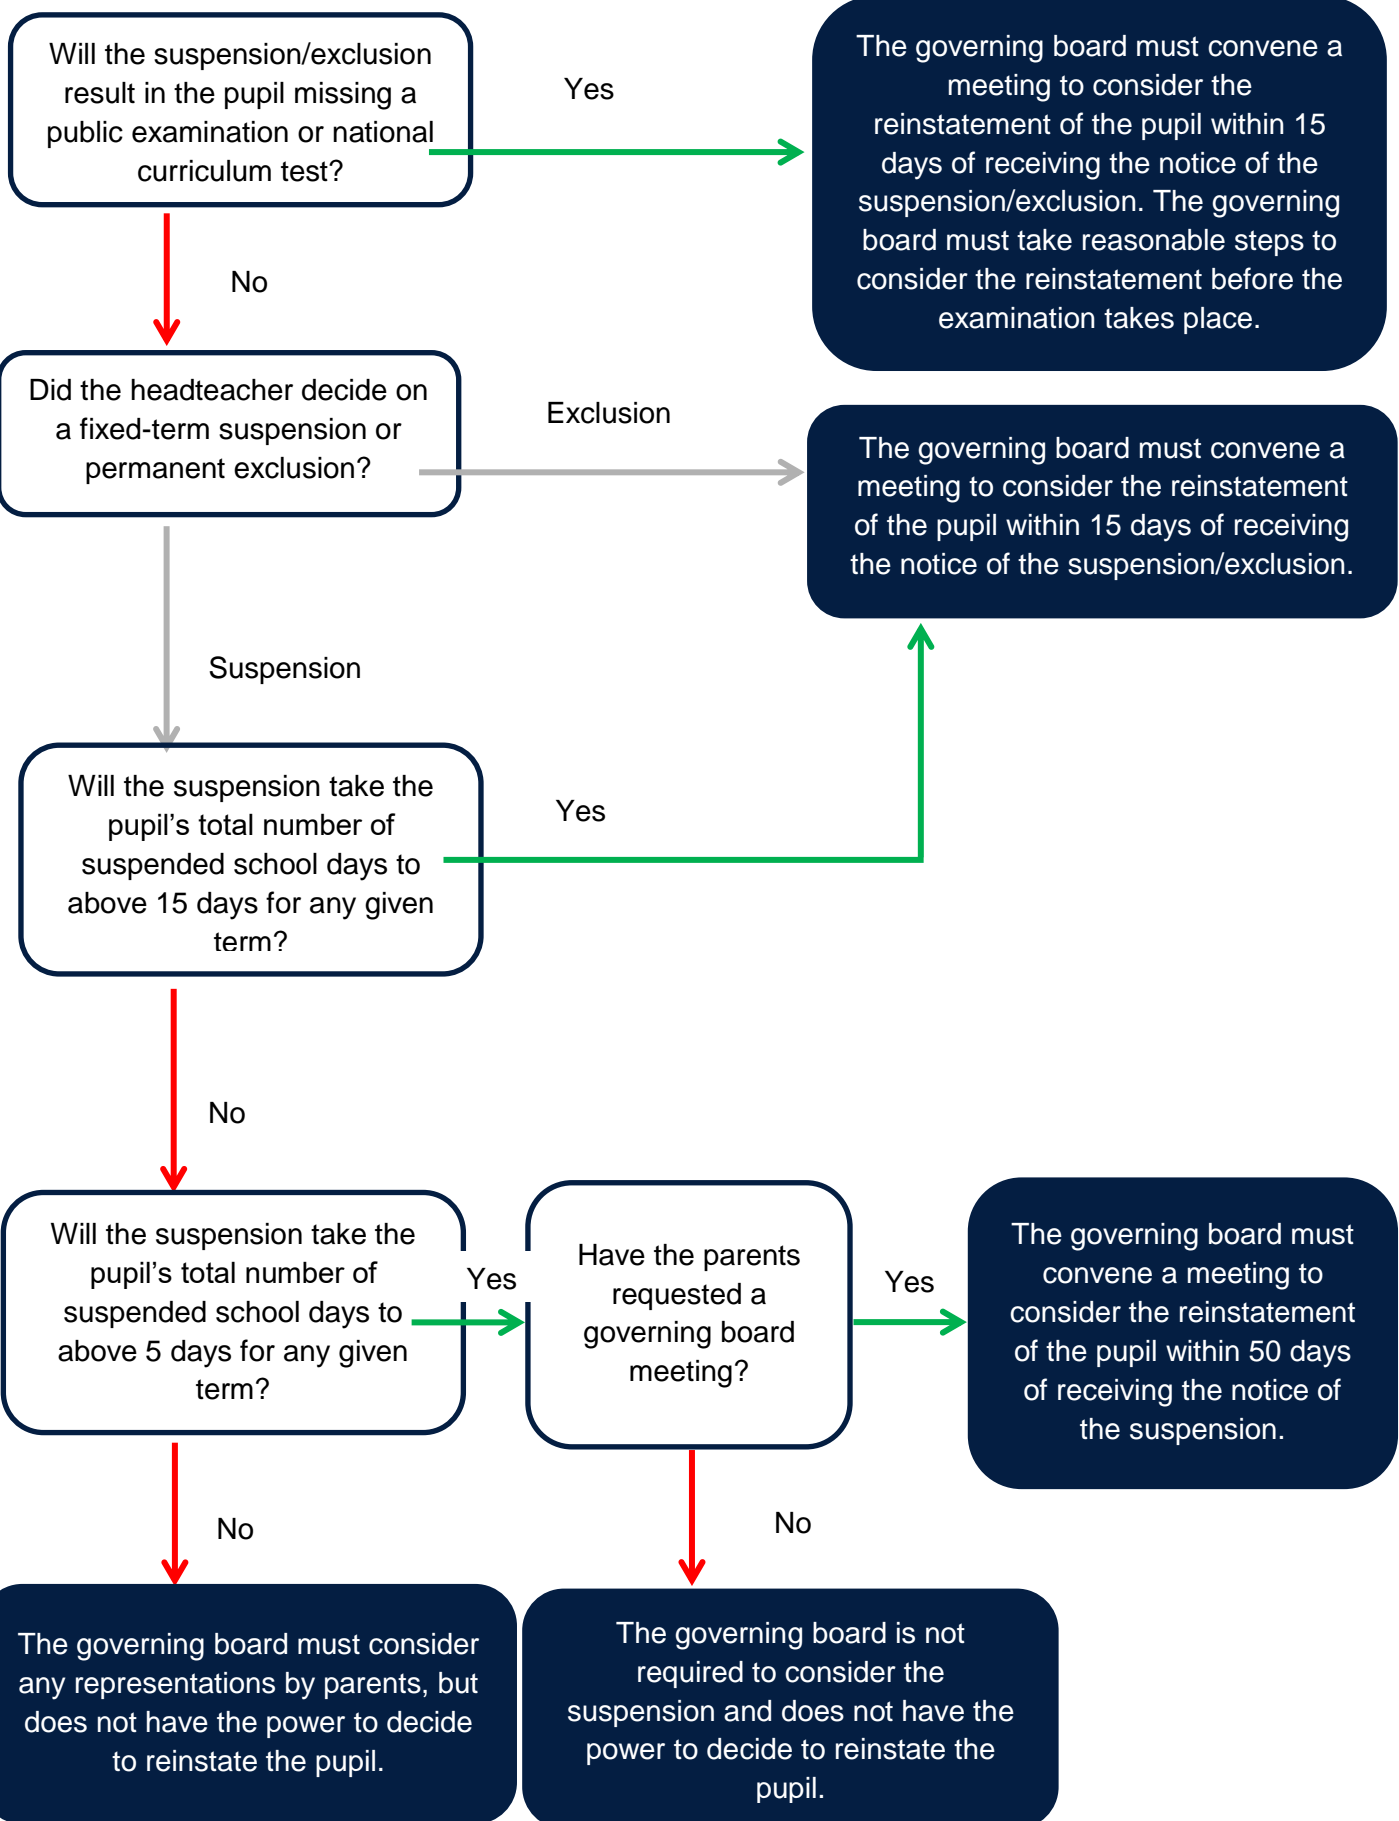 Will the suspension/exclusion
result in the pupil missing a
public examination or national
curriculum test?
Yes
The governing board must convene a
meeting to consider the
reinstatement of the pupil within 15
days of receiving the notice of the
suspension/exclusion. The governing
board must take reasonable steps to
consider the reinstatement before the
examination takes place.
No
Did the headteacher decide on
a fixed-term suspension or
permanent exclusion?
Exclusion
The governing board must convene a
meeting to consider the reinstatement
of the pupil within 15 days of receiving
the notice of the suspension/exclusion.
Suspension
Will the suspension take the
pupil’s total number of
suspended school days to
above 15 days for any given
term?
Yes
No
Will the suspension take the
pupil’s total number of
suspended school days to
above 5 days for any given
term?
Yes
Have the parents
requested a
governing board
meeting?
Yes
The governing board must
convene a meeting to
consider the reinstatement
of the pupil within 50 days
of receiving the notice of
the suspension.
No
No
The governing board must consider
any representations by parents, but
does not have the power to decide
to reinstate the pupil.
The governing board is not
required to consider the
suspension and does not have the
power to decide to reinstate the
pupil.